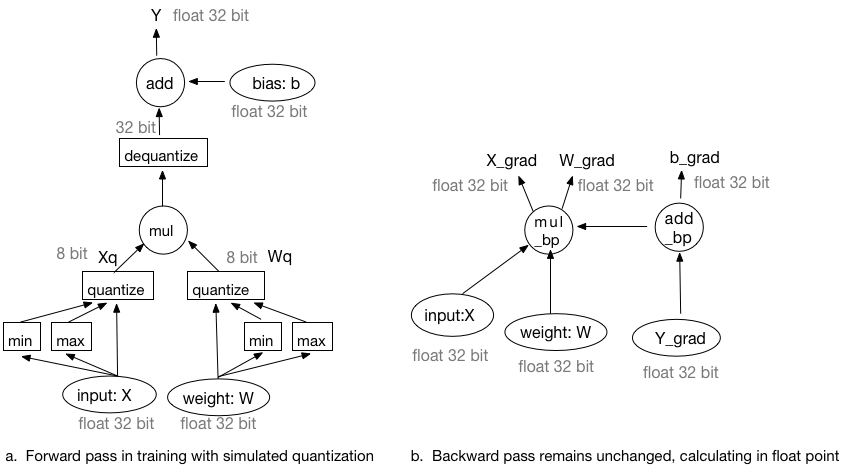 Y float 32 bit
add
bias: b
float 32 bit
32 bit
dequantize
mul
8 bit Xq
8 bit Wq
quantize
quantize
min
max
min
max
input: X
weight: W
float 32 bit
float 32 bit
a. Forward pass in training with simulated quantization
X_grad
W_grad
b_grad
float 32 bit
float 32 bit
float 32 bit
mul
_bp
add
_bp
input:X
weight: W
Y_grad
float 32 bit
float 32 bit
float 32 bit
b. Backward pass remains unchanged, calculating in float point